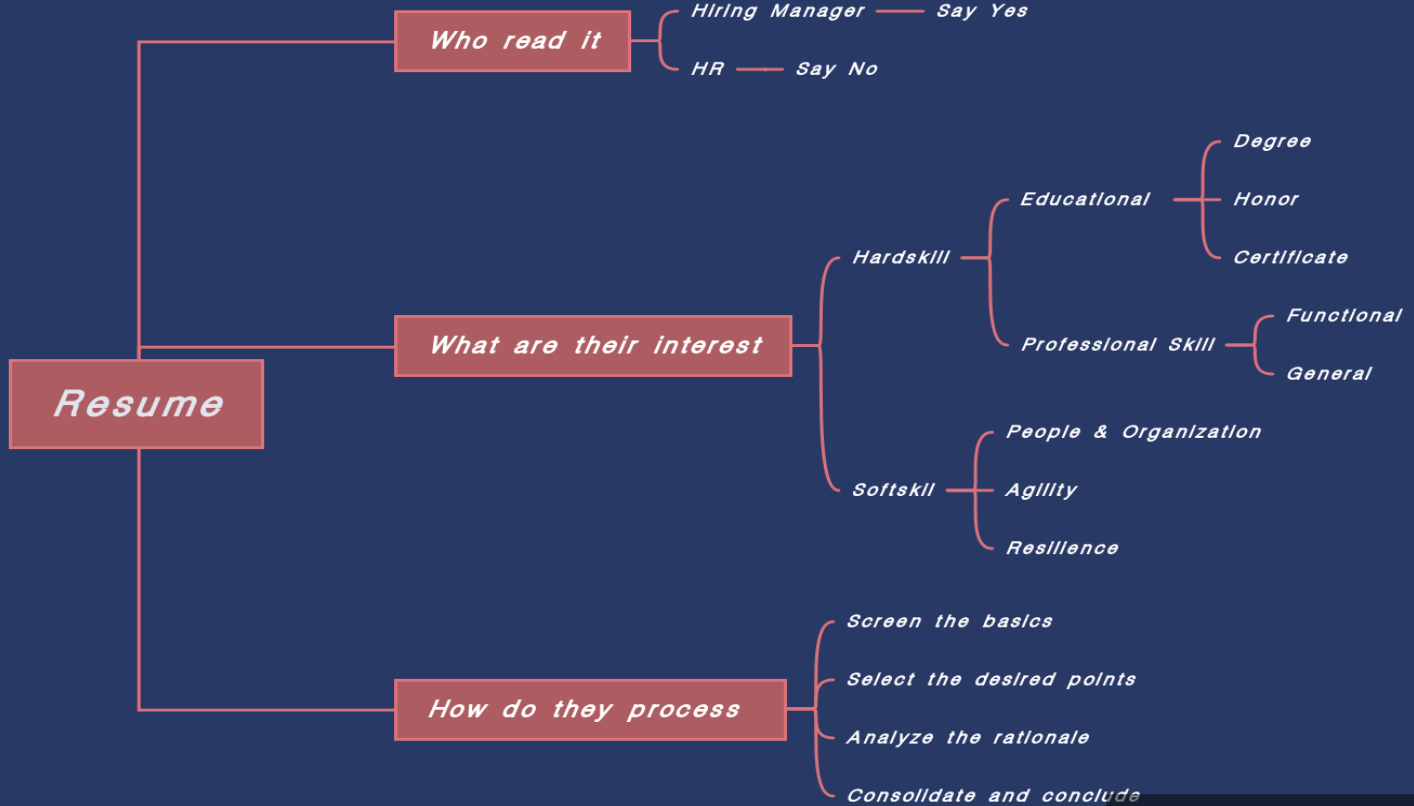 Hiring Manager
Say Yes
Who read it
HR
Say No
Degree
Educational
Honor
Hardskill
Certificate
Functional
What are their interest
Professional Skill
General
Resume
People & Organization
Softskil
Agility
Resilience
Screen the basics
Select the desired points
How do they process
Analyze the rationale
Consolidate and conclude